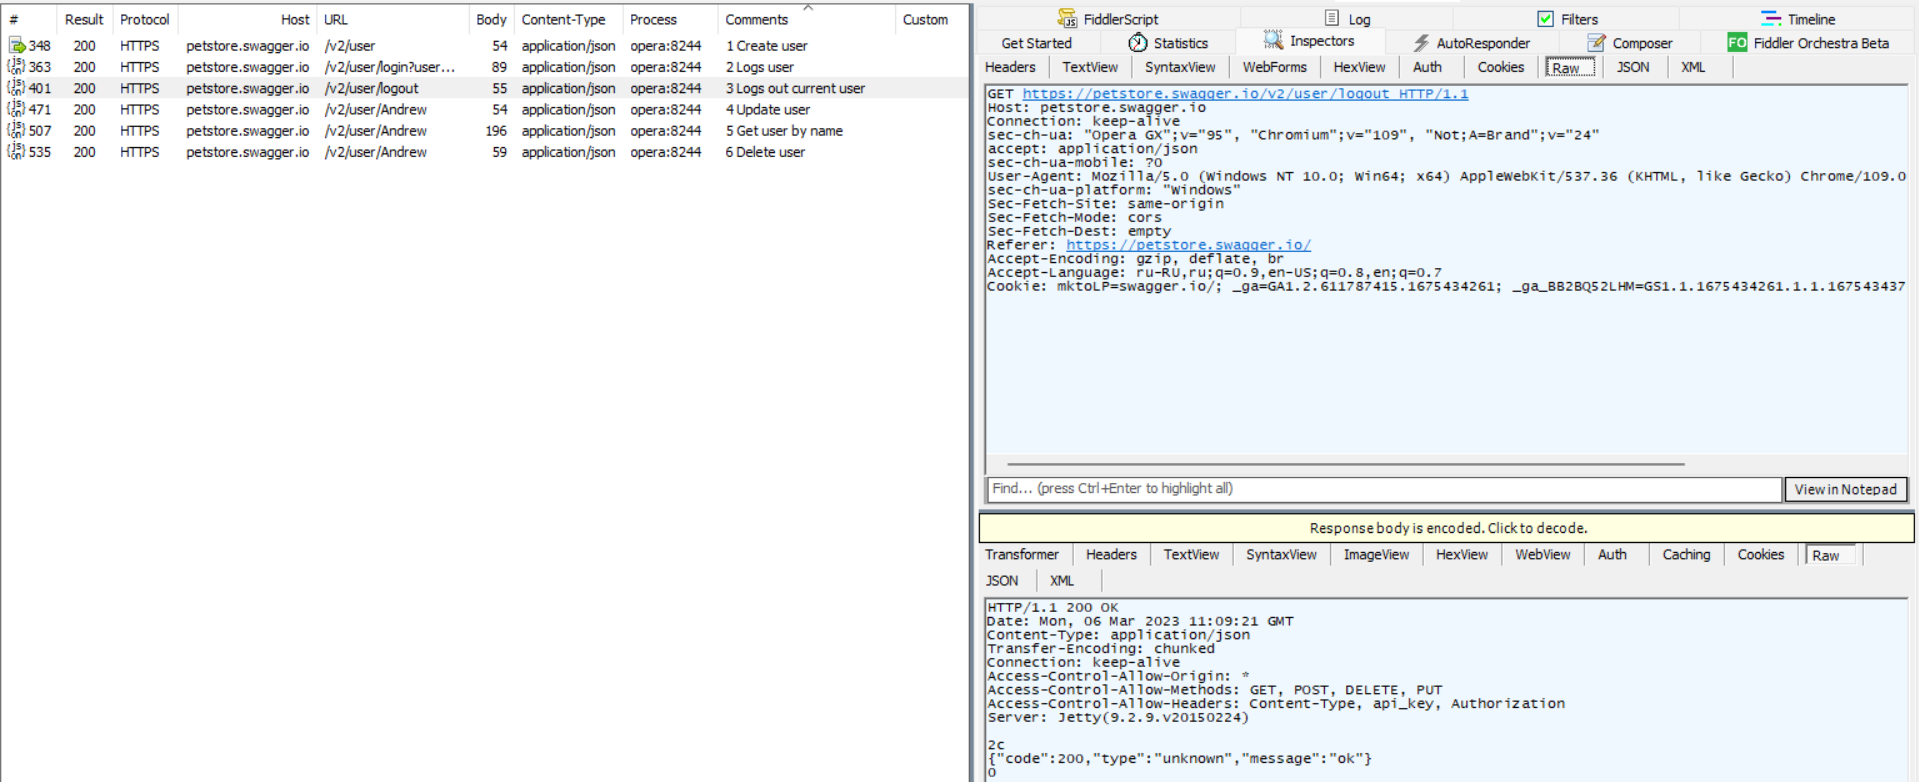 # Result Protocol Host URL Body Content-Type Process Comments Custom
348 200 HTTPS petstore.swagger.io /v2/user 54 application/json opera:8244 1 Create user
363 200 HTTPS petstore.swagger.io /v2/user/login?user... 89 application/json opera:8244 2 Logs user
401 200 HTTPS petstore.swagger.io /v2/user/logout 55 application/json opera:8244 3 Logs out current user
471 200 HTTPS petstore.swagger.io /v2/user/Andrew 54 application/json opera:8244 4 Update user
507 200 HTTPS petstore.swagger.io /v2/user/Andrew 196 application/json opera:8244 5 Get user by name
535 200 HTTPS petstore.swagger.io /v2/user/Andrew 59 application/json opera:8244 6 Delete user
FiddlerScript Log Filters Timeline
Get Started Statistics Inspectors AutoResponder Composer FO Fiddler Orchestra Beta
Headers TextView SyntaxView WebForms HexView Auth Cookies Raw JSON XML
GET https://petstore.swagger.io/v2/user/logout HTTP/1.1
Host: petstore.swagger.io
Connection: keep-alive
sec-ch-ua: "Opera GX";v="95", "Chromium";v="109", "Not;A=Brand";v="24"
accept: application/json
sec-ch-ua-mobile: ?0
User-Agent: Mozilla/5.0 (Windows NT 10.0; Win64; x64) AppleWebKit/537.36 (KHTML, like Gecko) Chrome/109.0
sec-ch-ua-platform: "Windows"
Sec-Fetch-Site: same-origin
Sec-Fetch-Mode: cors
Sec-Fetch-Dest: empty
Referer: https://petstore.swagger.io/
Accept-Encoding: gzip, deflate, br
Accept-Language: ru-RU,ru;q=0.9,en-US;q=0.8,en;q=0.7
Cookie: mktoLP=swagger.io/; _ga=GA1.2.611787415.1675434261; _ga_BB2BQ52LHM=GS1.1.1675434261.1.1.167543437
Find... (press Ctrl+Enter to highlight all) View in Notepad
Response body is encoded. Click to decode.
Transformer Headers TextView SyntaxView ImageView HexView WebView Auth Caching Cookies Raw
JSON XML
HTTP/1.1 200 OK
Date: Mon, 06 Mar 2023 11:09:21 GMT
Content-Type: application/json
Transfer-Encoding: chunked
Connection: keep-alive
Access-Control-Allow-Origin: *
Access-Control-Allow-Methods: GET, POST, DELETE, PUT
Access-Control-Allow-Headers: Content-Type, api_key, Authorization
Server: Jetty(9.2.9.v20150224)
2c
{"code":200,"type":"unknown","message":"ok"}
0